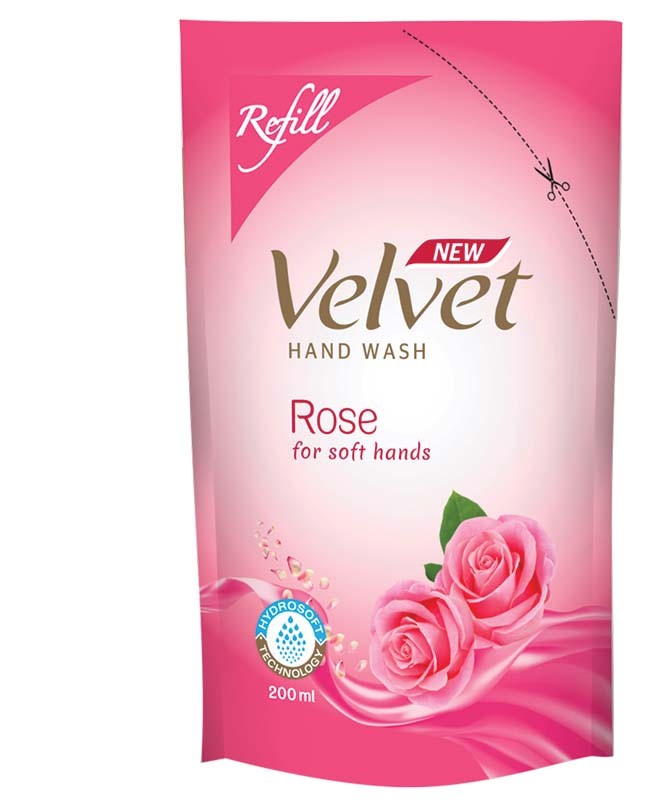 Refill
NEW
Velvet
HAND WASH
Rose
for soft hands
HYDROSOFT
TECHNOLOGY
200 ml